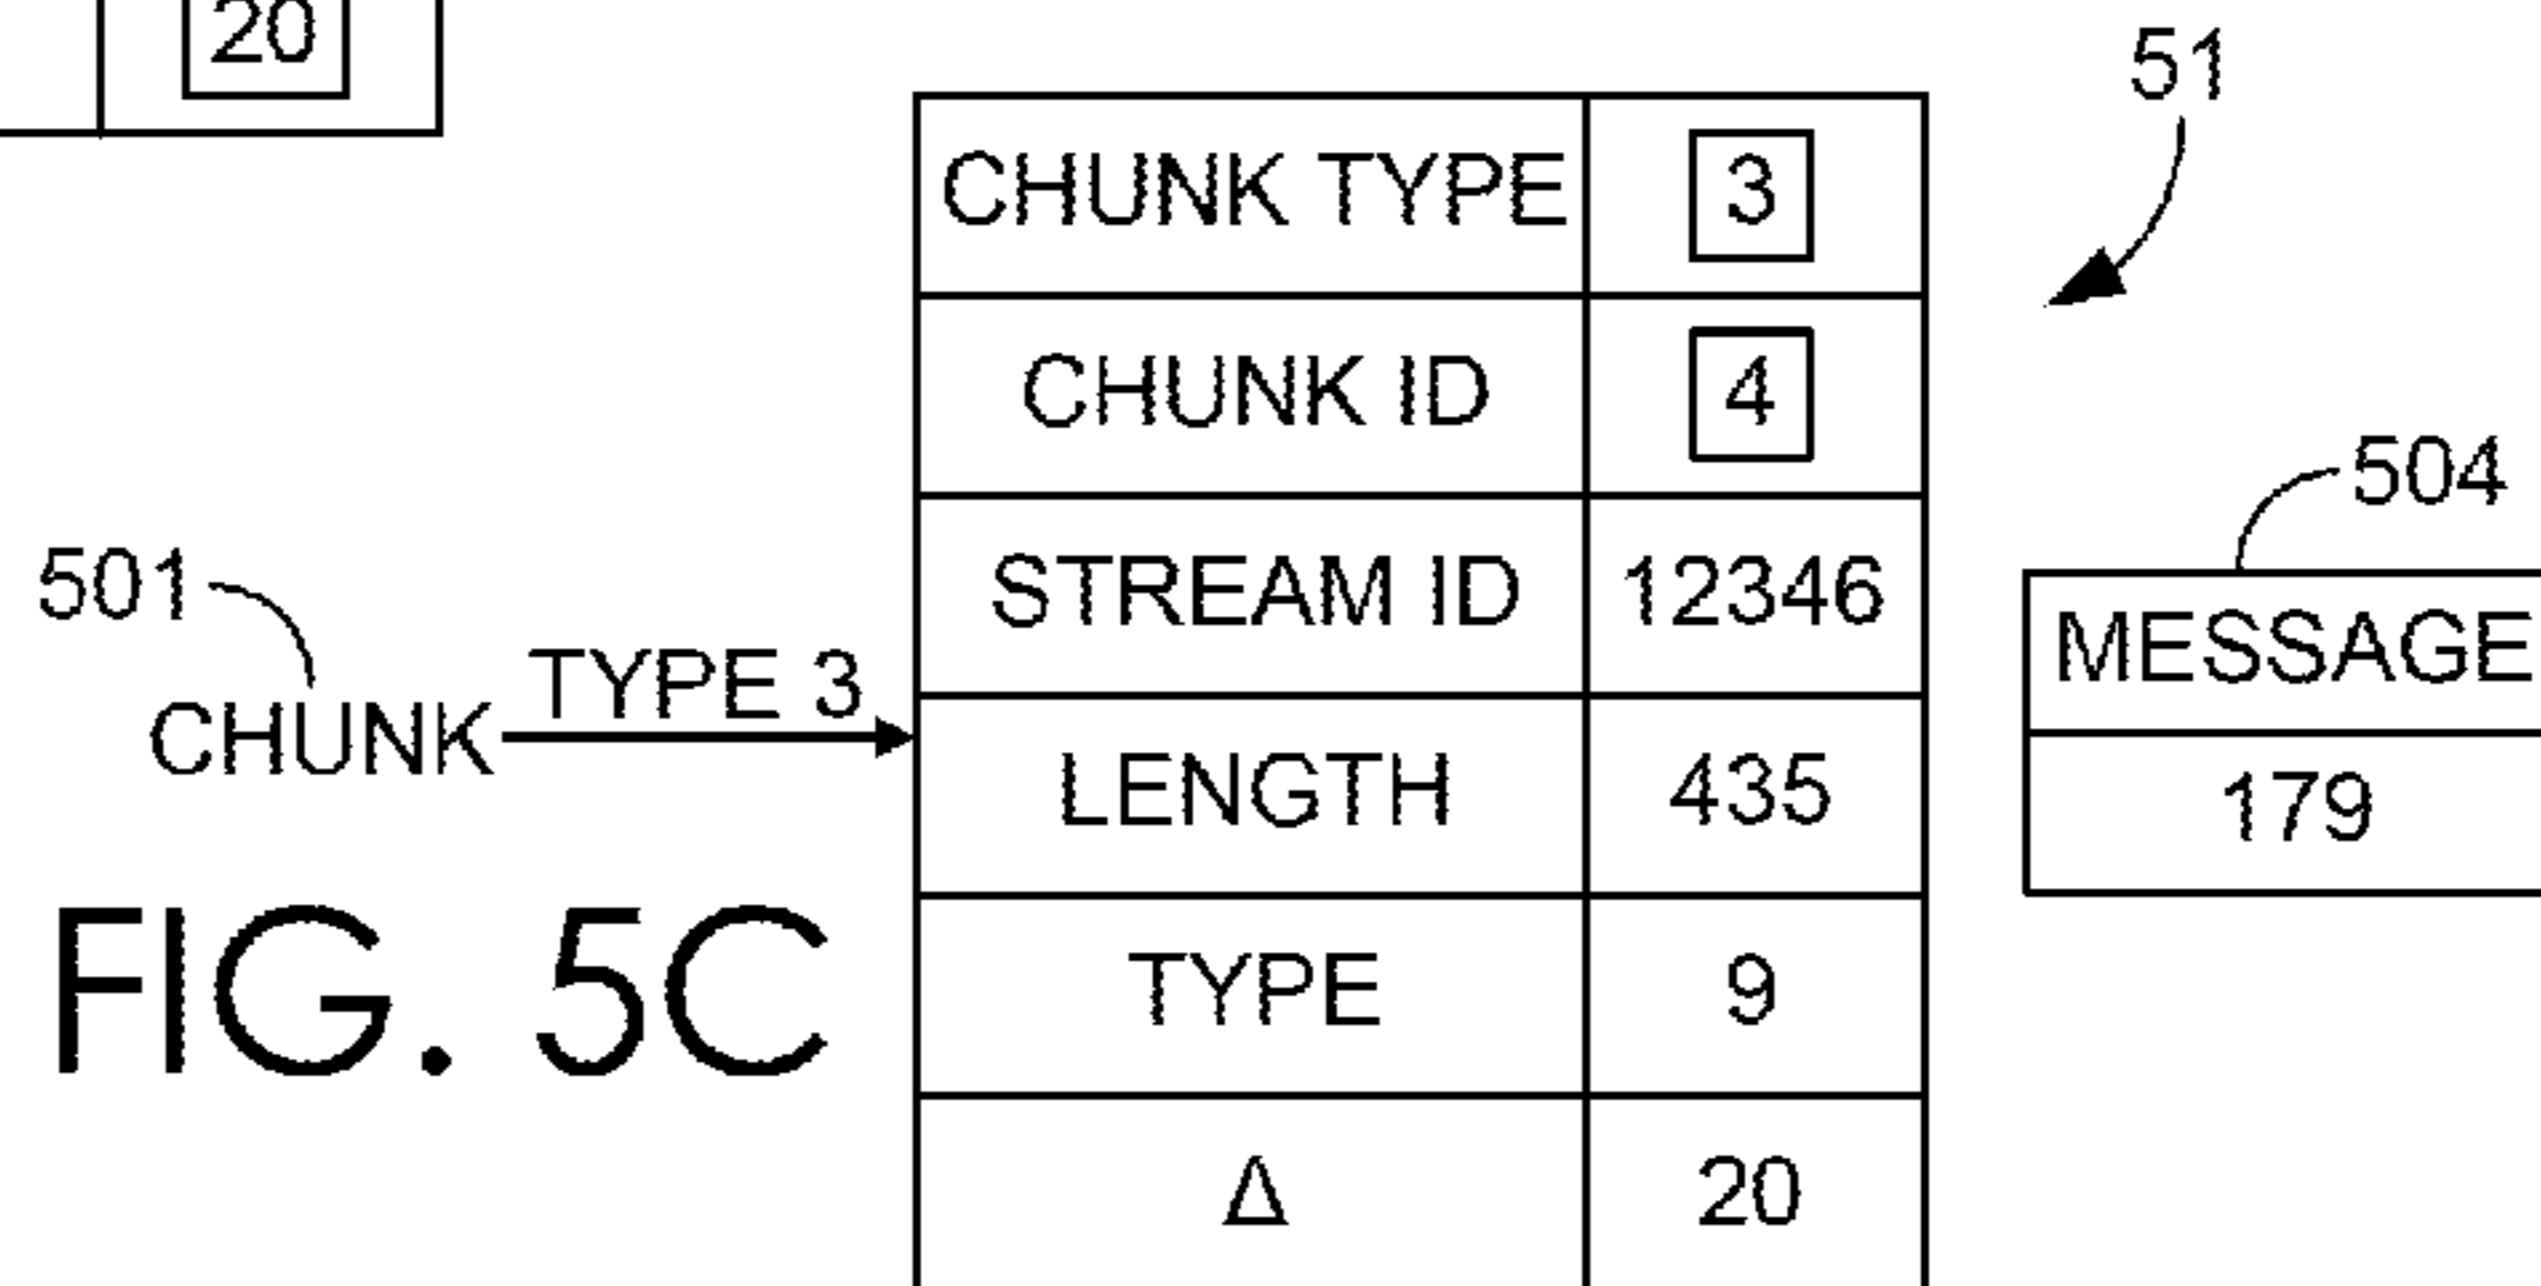 20
51
CHUNK TYPE 3
CHUNK ID 4
504
STREAM ID 12346
501
MESSAGE
TYPE 3
CHUNK
LENGTH 435
179
FIG. 5C
TYPE 9
Δ 20